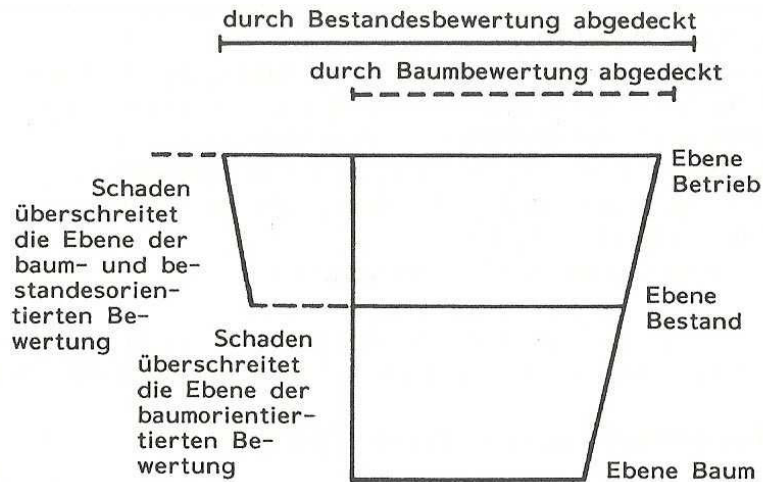 durch Bestandesbewertung abgedeckt
durch Baumbewertung abgedeckt
Ebene
Betrieb
Schaden
überschreitet
die Ebene der
baum- und be-
standesorien-
tierten Be-
wertung
Ebene
Bestand
Schaden
überschreitet
die Ebene der
baumorientier-
tierten Be-
wertung
Ebene Baum